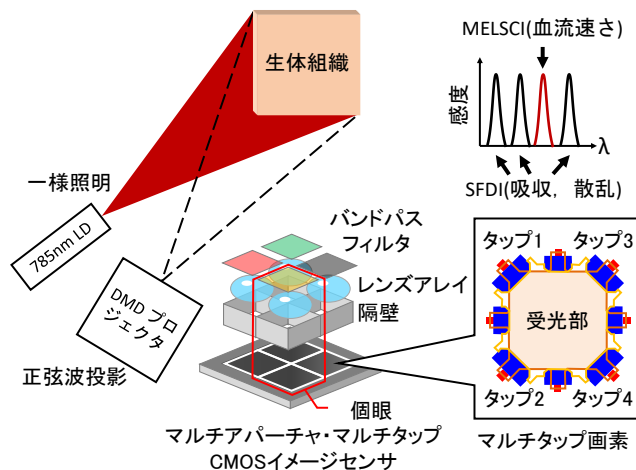 MELSCI(血流速さ)
生体組織
感度
λ
SFDI(吸収, 散乱)
一様照明
785nm LD
バンドパス
フィルタ
レンズアレイ
隔壁
DMD プロ
ジェクタ
正弦波投影
個眼
マルチアパーチャ・マルチタップ
CMOSイメージセンサ
タップ1
タップ3
受光部
タップ2
タップ4
マルチタップ画素